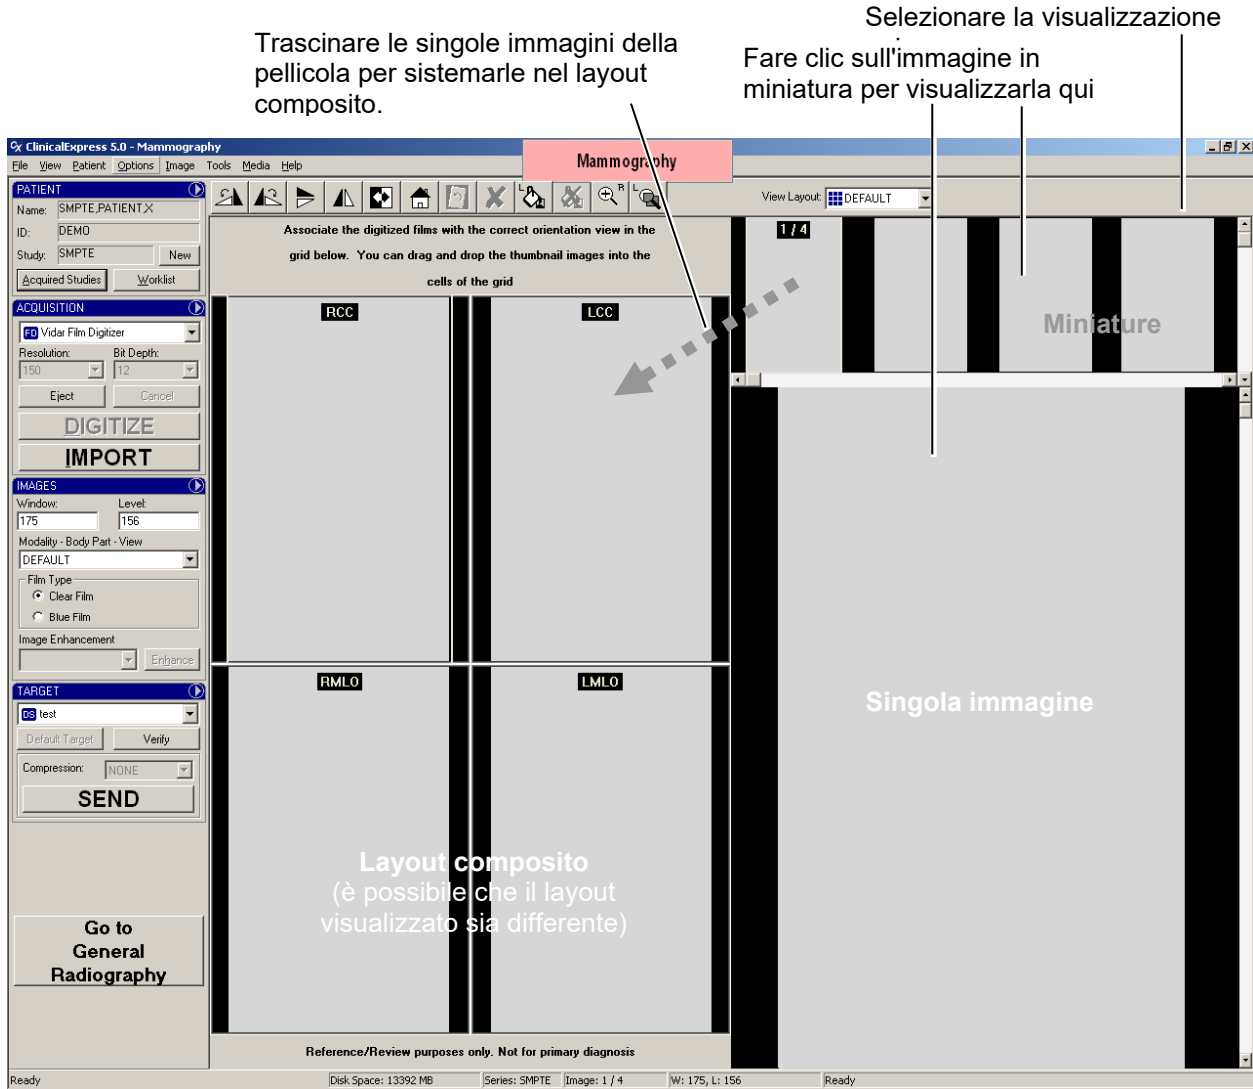 Selezionare la visualizzazione
.
Trascinare le singole immagini della
pellicola per sistemarle nel layout
composito.
Fare clic sull'immagine in
miniatura per visualizzarla qui
ClinicalExpress 5.0 - Mammography
File View Patient Options Image Tools Media Help
Mammography
PATIENT
Name: SMPTE,PATIENT,X
ID: DEMO
Study: SMPTE New
Acquired Studies Worklist
ACQUISITION
FD Vidar Film Digitizer
Resolution: Bit Depth:
150 12
Eject Cancel
DIGITIZE
IMPORT
IMAGES
Window: Level:
175 156
Modality - Body Part - View
DEFAULT
Film Type
Clear Film
Blue Film
Image Enhancement
Enhance
TARGET
DS test
Default Target Verify
Compression: NONE
SEND
Go to
General
Radiography
L R L
View Layout: DEFAULT
Associate the digitized films with the correct orientation view in the
grid below. You can drag and drop the thumbnail images into the
cells of the grid
RCC LCC
RMLO LMLO
Layout composito
(è possibile che il layout
visualizzato sia differente)
Reference/Review purposes only. Not for primary diagnosis
1 / 4
Miniature
Singola immagine
Ready Disk Space: 13392 MB Series: SMPTE Image: 1 / 4 W: 175, L: 156 Ready